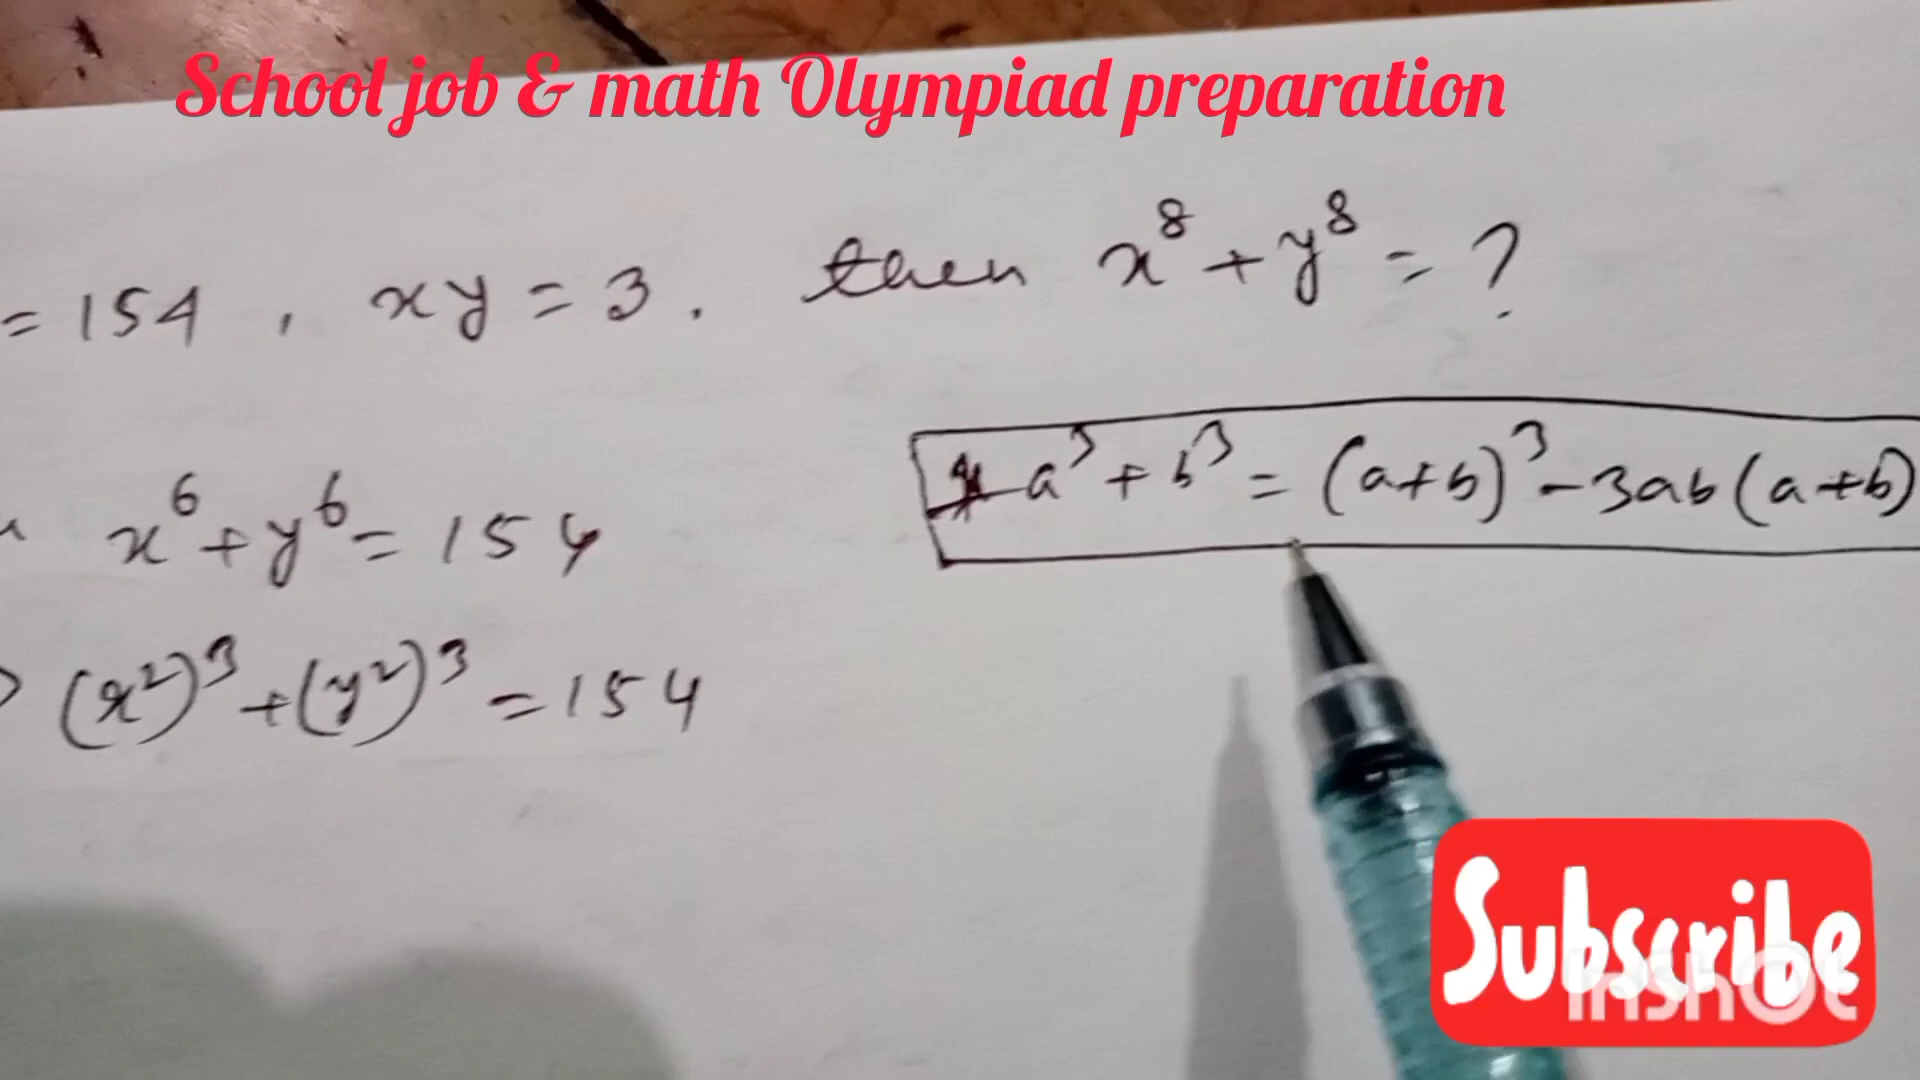 School job & math Olympiad preparation
= 154 , xy = 3. then x⁸ + y⁸ = ?
a³ + b³ = (a+b)³ - 3ab(a+b)
x⁶ + y⁶ = 154
(x²)³ + (y²)³ = 154
Subscribe
InShOt